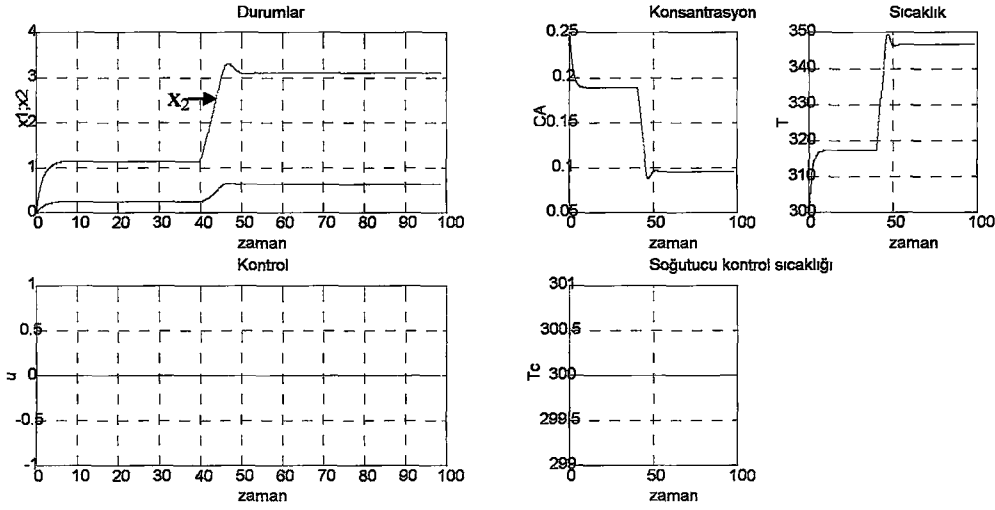 Durumlar
4
3
2
1
0
x1;x2
X2
0 10 20 30 40 50 60 70 80 90 100
zaman
Konsantrasyon
0.25
0.2
0.15
0.1
0.05
CA
0 50 100
zaman
Sıcaklık
350
340
330
320
310
300
T
0 50 100
zaman
Kontrol
1
0.5
0
-0.5
-1
u
0 10 20 30 40 50 60 70 80 90 100
zaman
Soğutucu kontrol sıcaklığı
301
300.5
300
299.5
299
Tc
0 50 100
zaman